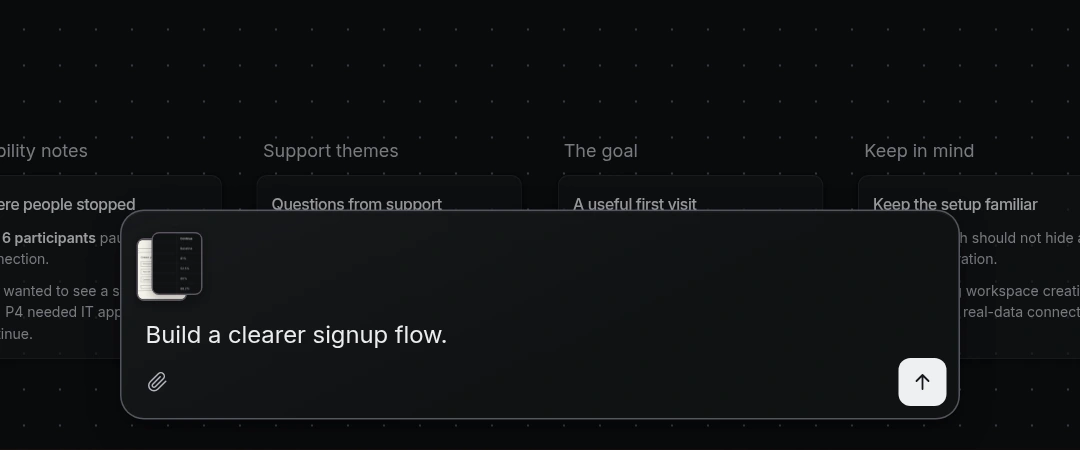 bility notes
Support themes
The goal
Keep in mind
ere people stopped
Questions from support
A useful first visit
Keep the setup familiar
6 participants pau
nection.
wanted to see a s
P4 needed IT app
tinue.
h should not hide a
ation.
workspace creati
real-data connect
Build a clearer signup flow.